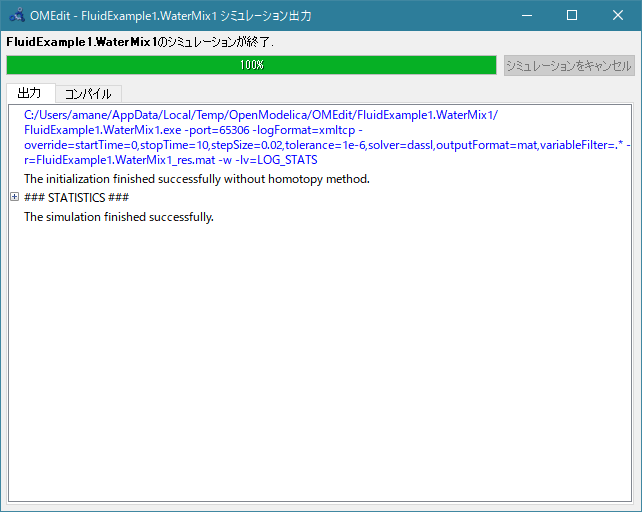 OMEdit - FluidExample1.WaterMix1 シミュレーション出力
FluidExample1.WaterMix1のシミュレーションが終了.
100%
シミュレーションをキャンセル
出力
コンパイル
C:/Users/amane/AppData/Local/Temp/OpenModelica/OMEdit/FluidExample1.WaterMix1/
FluidExample1.WaterMix1.exe -port=65306 -logFormat=xmltcp -
override=startTime=0,stopTime=10,stepSize=0.02,tolerance=1e-6,solver=dassl,outputFormat=mat,variableFilter=.* -
r=FluidExample1.WaterMix1_res.mat -w -lv=LOG_STATS
The initialization finished successfully without homotopy method.
### STATISTICS ###
The simulation finished successfully.